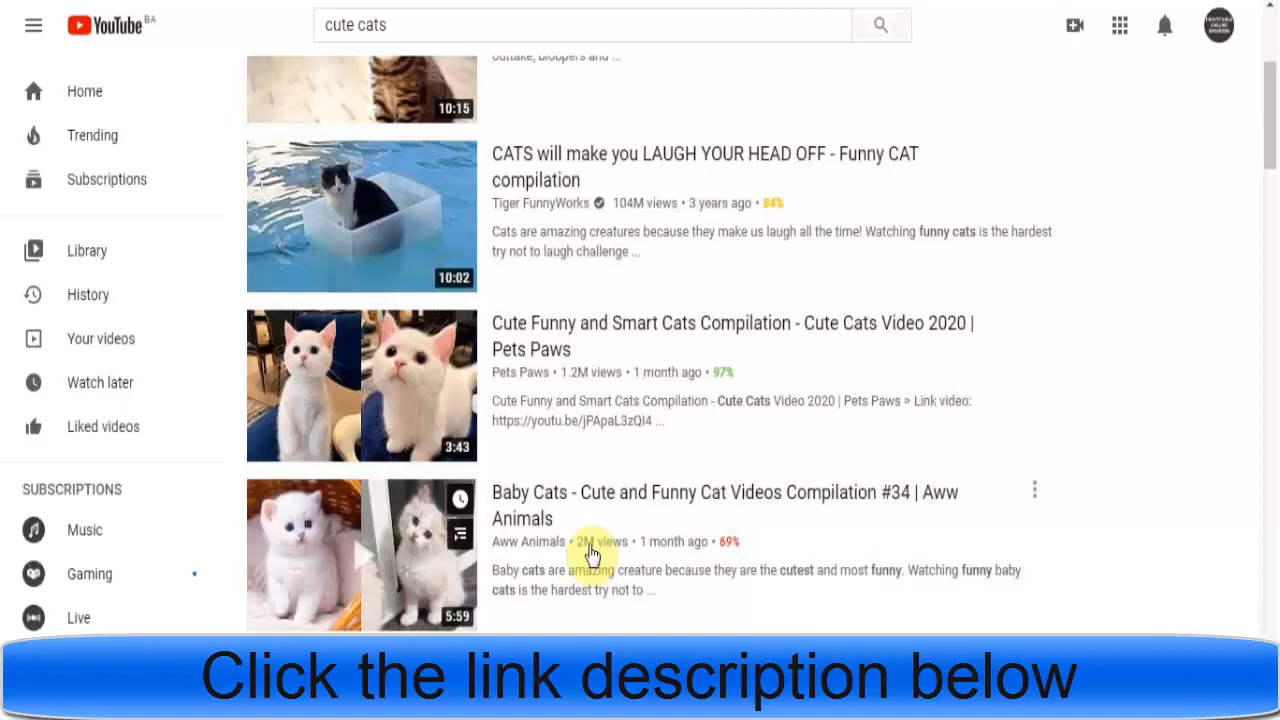 YouTube BA
cute cats
Home
Trending
Subscriptions
Library
History
Your videos
Watch later
Liked videos
SUBSCRIPTIONS
Music
Gaming
Live
outtake, bloopers and ...
10:15
CATS will make you LAUGH YOUR HEAD OFF - Funny CAT
compilation
Tiger FunnyWorks 104M views • 3 years ago • 84%
Cats are amazing creatures because they make us laugh all the time! Watching funny cats is the hardest
try not to laugh challenge ...
10:02
Cute Funny and Smart Cats Compilation - Cute Cats Video 2020 |
Pets Paws
Pets Paws • 1.2M views • 1 month ago • 97%
Cute Funny and Smart Cats Compilation - Cute Cats Video 2020 | Pets Paws ▹ Link video:
https://youtu.be/jPApaL3zQI4 ...
3:43
Baby Cats - Cute and Funny Cat Videos Compilation #34 | Aww
Animals
Aww Animals • 2M views • 1 month ago • 69%
Baby cats are amazing creature because they are the cutest and most funny. Watching funny baby
cats is the hardest try not to ...
5:59
Click the link description below